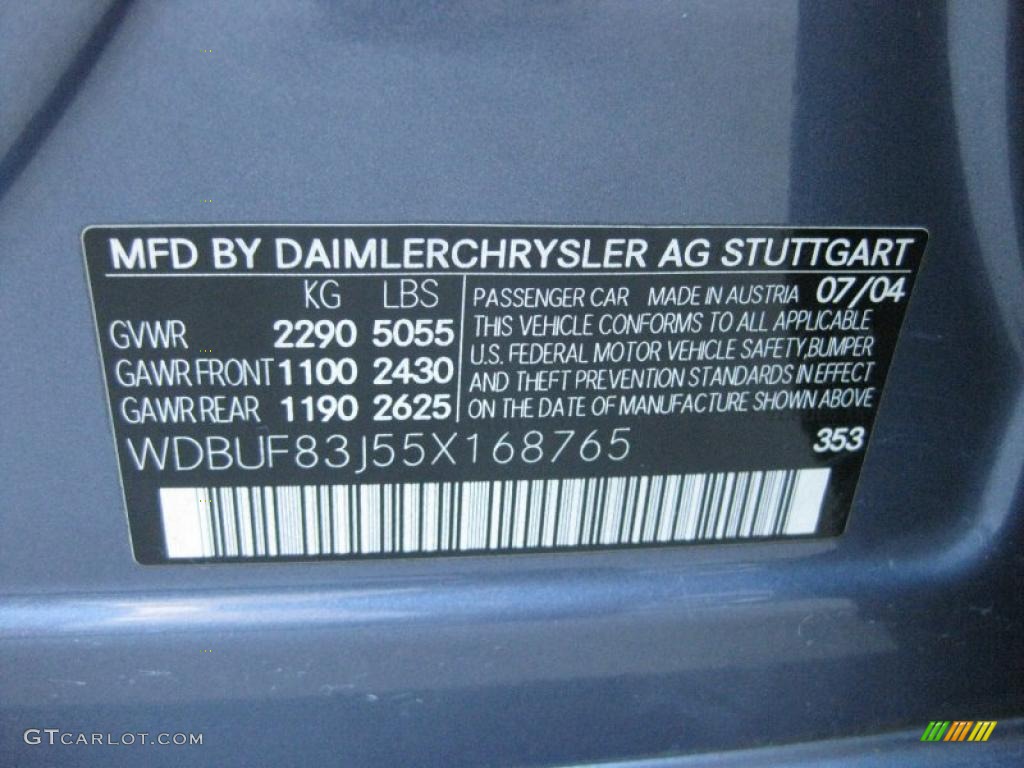 MFD BY DAIMLERCHRYSLER AG STUTTGART
KG LBS
GVWR 2290 5055
GAWR FRONT 1100 2430
GAWR REAR 1190 2625
PASSENGER CAR MADE IN AUSTRIA 07/04
THIS VEHICLE CONFORMS TO ALL APPLICABLE
U.S. FEDERAL MOTOR VEHICLE SAFETY,BUMPER
AND THEFT PREVENTION STANDARDS IN EFFECT
ON THE DATE OF MANUFACTURE SHOWN ABOVE
WDBUF83J55X168765
353
GTCARLOT.COM